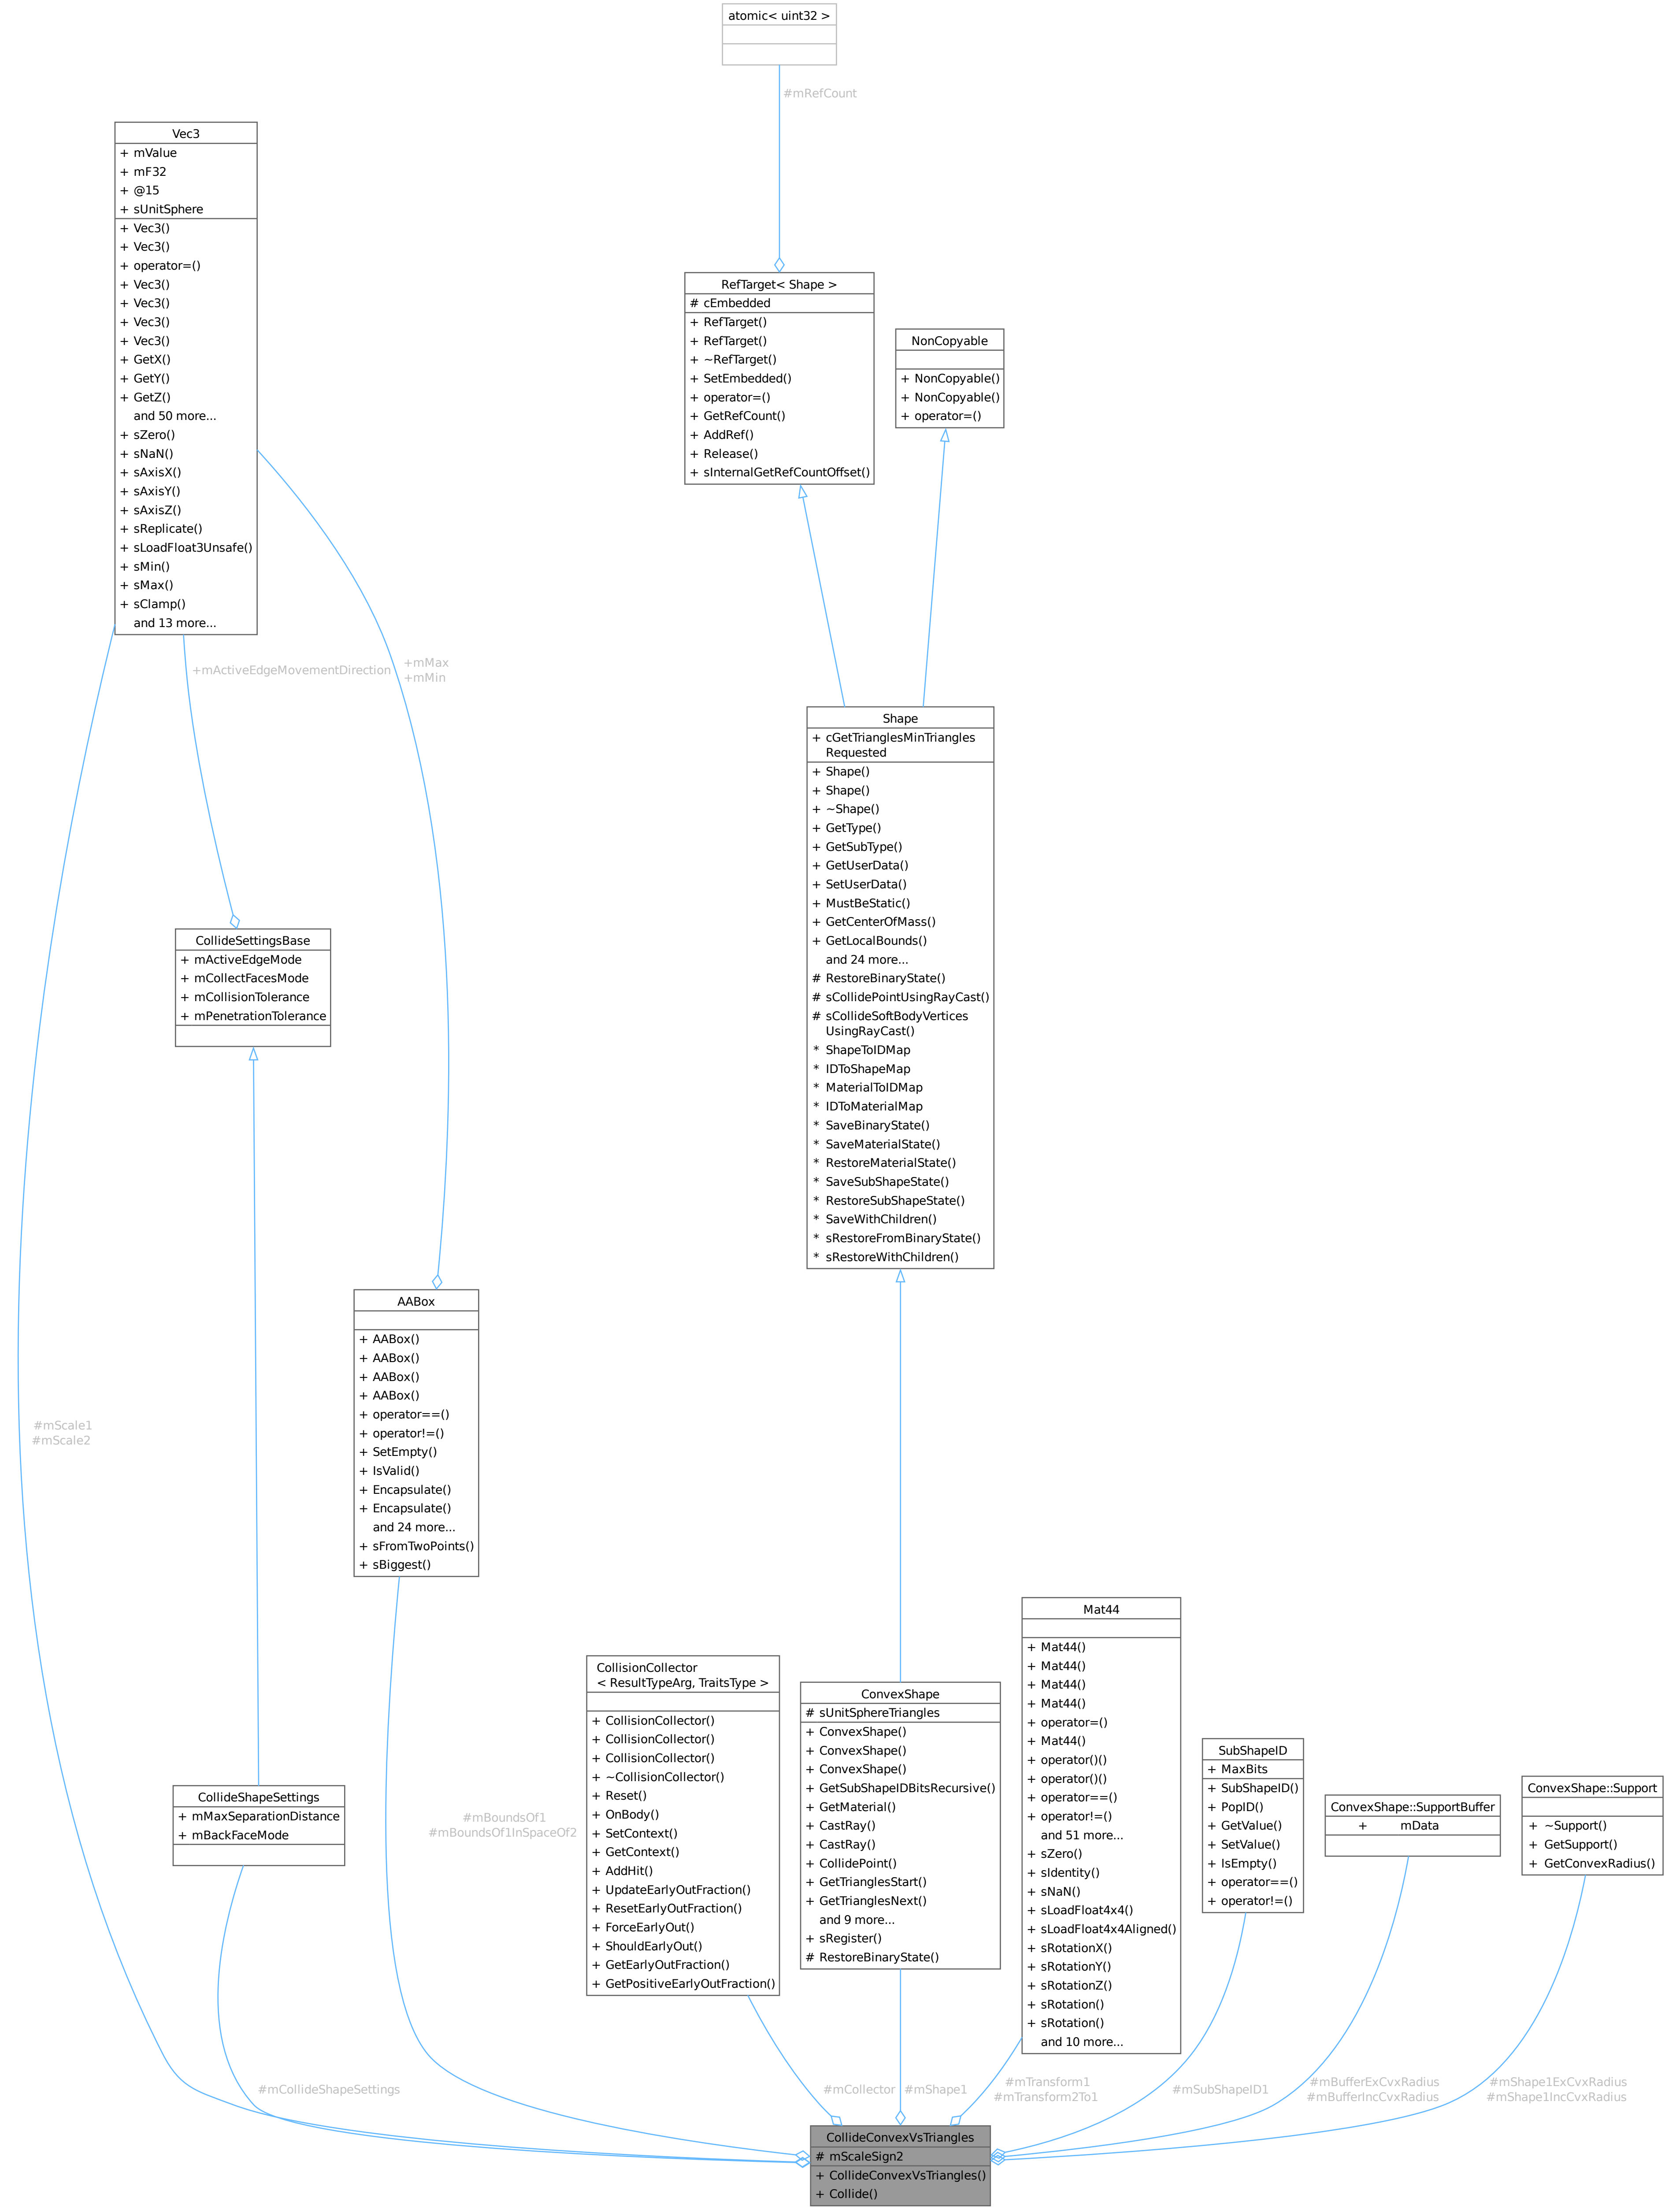 atomic< uint32 >
#mRefCount
Vec3
+ mValue
+ mF32
+ @15
+ sUnitSphere
+ Vec3()
+ Vec3()
+ operator=()
+ Vec3()
+ Vec3()
+ Vec3()
+ Vec3()
+ GetX()
+ GetY()
+ GetZ()
and 50 more...
+ sZero()
+ sNaN()
+ sAxisX()
+ sAxisY()
+ sAxisZ()
+ sReplicate()
+ sLoadFloat3Unsafe()
+ sMin()
+ sMax()
+ sClamp()
and 13 more...
RefTarget< Shape >
# cEmbedded
+ RefTarget()
+ RefTarget()
+ ~RefTarget()
+ SetEmbedded()
+ operator=()
+ GetRefCount()
+ AddRef()
+ Release()
+ sInternalGetRefCountOffset()
NonCopyable
+ NonCopyable()
+ NonCopyable()
+ operator=()
+mActiveEdgeMovementDirection
+mMax
+mMin
Shape
+ cGetTrianglesMinTriangles
Requested
+ Shape()
+ Shape()
+ ~Shape()
+ GetType()
+ GetSubType()
+ GetUserData()
+ SetUserData()
+ MustBeStatic()
+ GetCenterOfMass()
+ GetLocalBounds()
and 24 more...
# RestoreBinaryState()
# sCollidePointUsingRayCast()
# sCollideSoftBodyVertices
UsingRayCast()
* ShapeToIDMap
* IDToShapeMap
* MaterialToIDMap
* IDToMaterialMap
* SaveBinaryState()
* SaveMaterialState()
* RestoreMaterialState()
* SaveSubShapeState()
* RestoreSubShapeState()
* SaveWithChildren()
* sRestoreFromBinaryState()
* sRestoreWithChildren()
CollideSettingsBase
+ mActiveEdgeMode
+ mCollectFacesMode
+ mCollisionTolerance
+ mPenetrationTolerance
AABox
+ AABox()
+ AABox()
+ AABox()
+ AABox()
+ operator==()
+ operator!=()
+ SetEmpty()
+ IsValid()
+ Encapsulate()
+ Encapsulate()
and 24 more...
+ sFromTwoPoints()
+ sBiggest()
#mScale1
#mScale2
CollideShapeSettings
+ mMaxSeparationDistance
+ mBackFaceMode
#mBoundsOf1
#mBoundsOf1InSpaceOf2
CollisionCollector
< ResultTypeArg, TraitsType >
+ CollisionCollector()
+ CollisionCollector()
+ CollisionCollector()
+ ~CollisionCollector()
+ Reset()
+ OnBody()
+ SetContext()
+ GetContext()
+ AddHit()
+ UpdateEarlyOutFraction()
+ ResetEarlyOutFraction()
+ ForceEarlyOut()
+ ShouldEarlyOut()
+ GetEarlyOutFraction()
+ GetPositiveEarlyOutFraction()
ConvexShape
# sUnitSphereTriangles
+ ConvexShape()
+ ConvexShape()
+ ConvexShape()
+ GetSubShapeIDBitsRecursive()
+ GetMaterial()
+ CastRay()
+ CastRay()
+ CollidePoint()
+ GetTrianglesStart()
+ GetTrianglesNext()
and 9 more...
+ sRegister()
# RestoreBinaryState()
Mat44
+ Mat44()
+ Mat44()
+ Mat44()
+ Mat44()
+ operator=()
+ Mat44()
+ operator()()
+ operator()()
+ operator==()
+ operator!=()
and 51 more...
+ sZero()
+ sIdentity()
+ sNaN()
+ sLoadFloat4x4()
+ sLoadFloat4x4Aligned()
+ sRotationX()
+ sRotationY()
+ sRotationZ()
+ sRotation()
+ sRotation()
and 10 more...
SubShapeID
+ MaxBits
+ SubShapeID()
+ PopID()
+ GetValue()
+ SetValue()
+ IsEmpty()
+ operator==()
+ operator!=()
ConvexShape::SupportBuffer
+ mData
ConvexShape::Support
+ ~Support()
+ GetSupport()
+ GetConvexRadius()
#mCollideShapeSettings
#mCollector
#mShape1
#mTransform1
#mTransform2To1
#mSubShapeID1
#mBufferExCvxRadius
#mBufferIncCvxRadius
#mShape1ExCvxRadius
#mShape1IncCvxRadius
CollideConvexVsTriangles
# mScaleSign2
+ CollideConvexVsTriangles()
+ Collide()